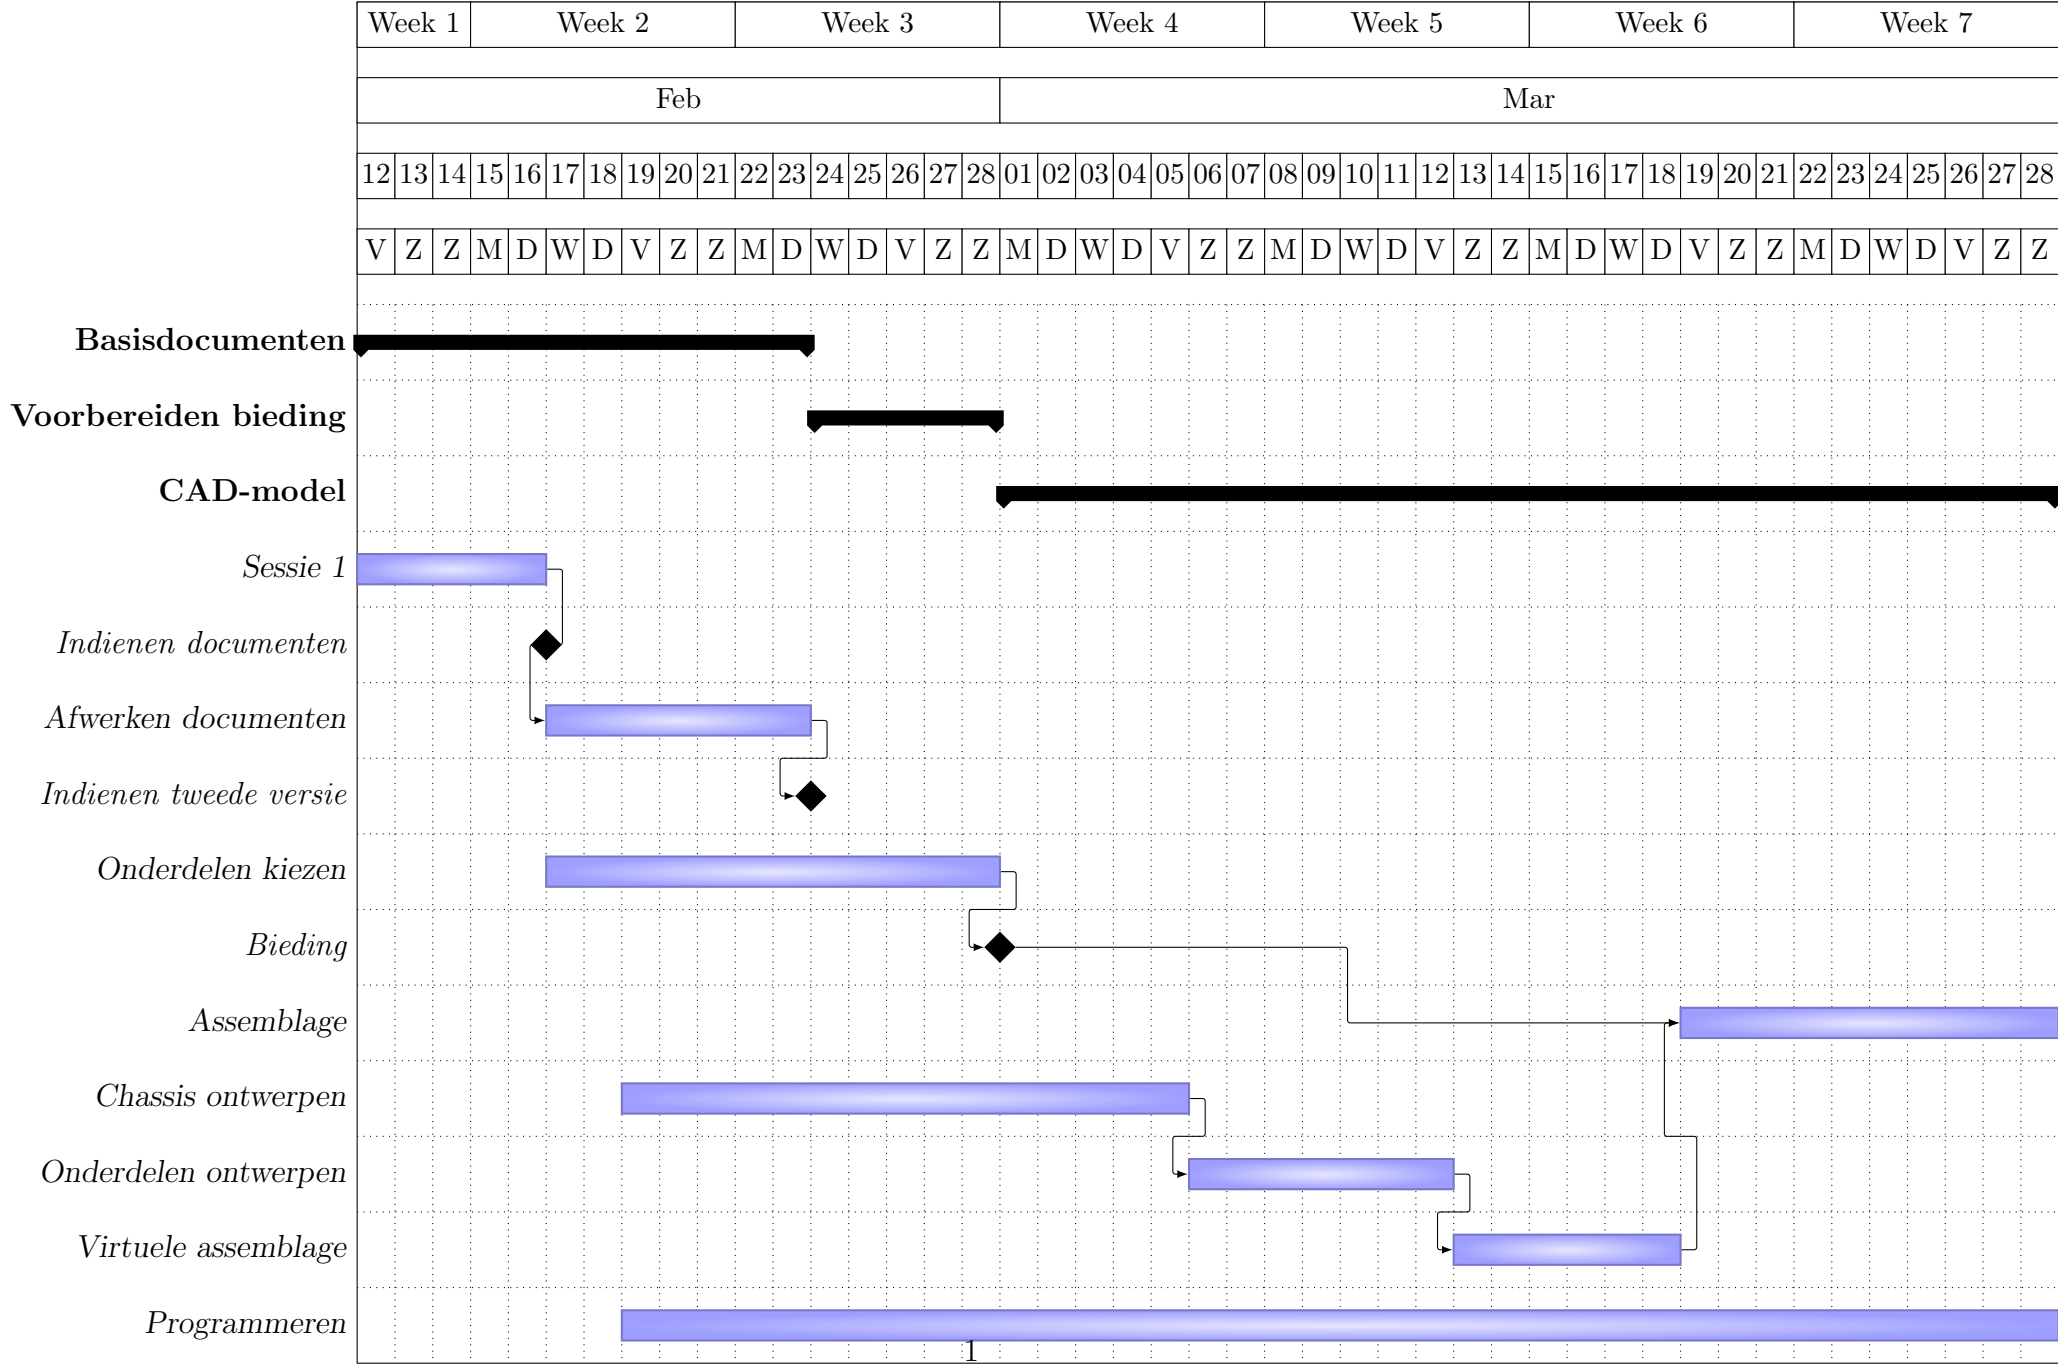 Week 1 Week 2 Week 3 Week 4 Week 5 Week 6 Week 7
Feb Mar
12 13 14 15 16 17 18 19 20 21 22 23 24 25 26 27 28 01 02 03 04 05 06 07 08 09 10 11 12 13 14 15 16 17 18 19 20 21 22 23 24 25 26 27 28
V Z Z M D W D V Z Z M D W D V Z Z M D W D V Z Z M D W D V Z Z M D W D V Z Z M D W D V Z Z
Basisdocumenten
Voorbereiden bieding
CAD-model
Sessie 1
Indienen documenten
Afwerken documenten
Indienen tweede versie
Onderdelen kiezen
Bieding
Assemblage
Chassis ontwerpen
Onderdelen ontwerpen
Virtuele assemblage
Programmeren
1